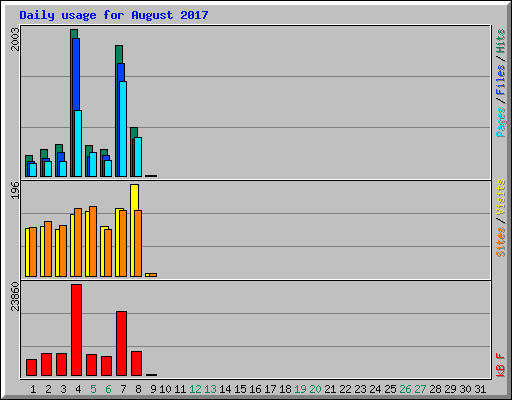 Daily usage for August 2017
2003
Pages / Files / Hits
196
Sites / Visits
23860
kB F
1 2 3 4 5 6 7 8 9 10 11 12 13 14 15 16 17 18 19 20 21 22 23 24 25 26 27 28 29 30 31